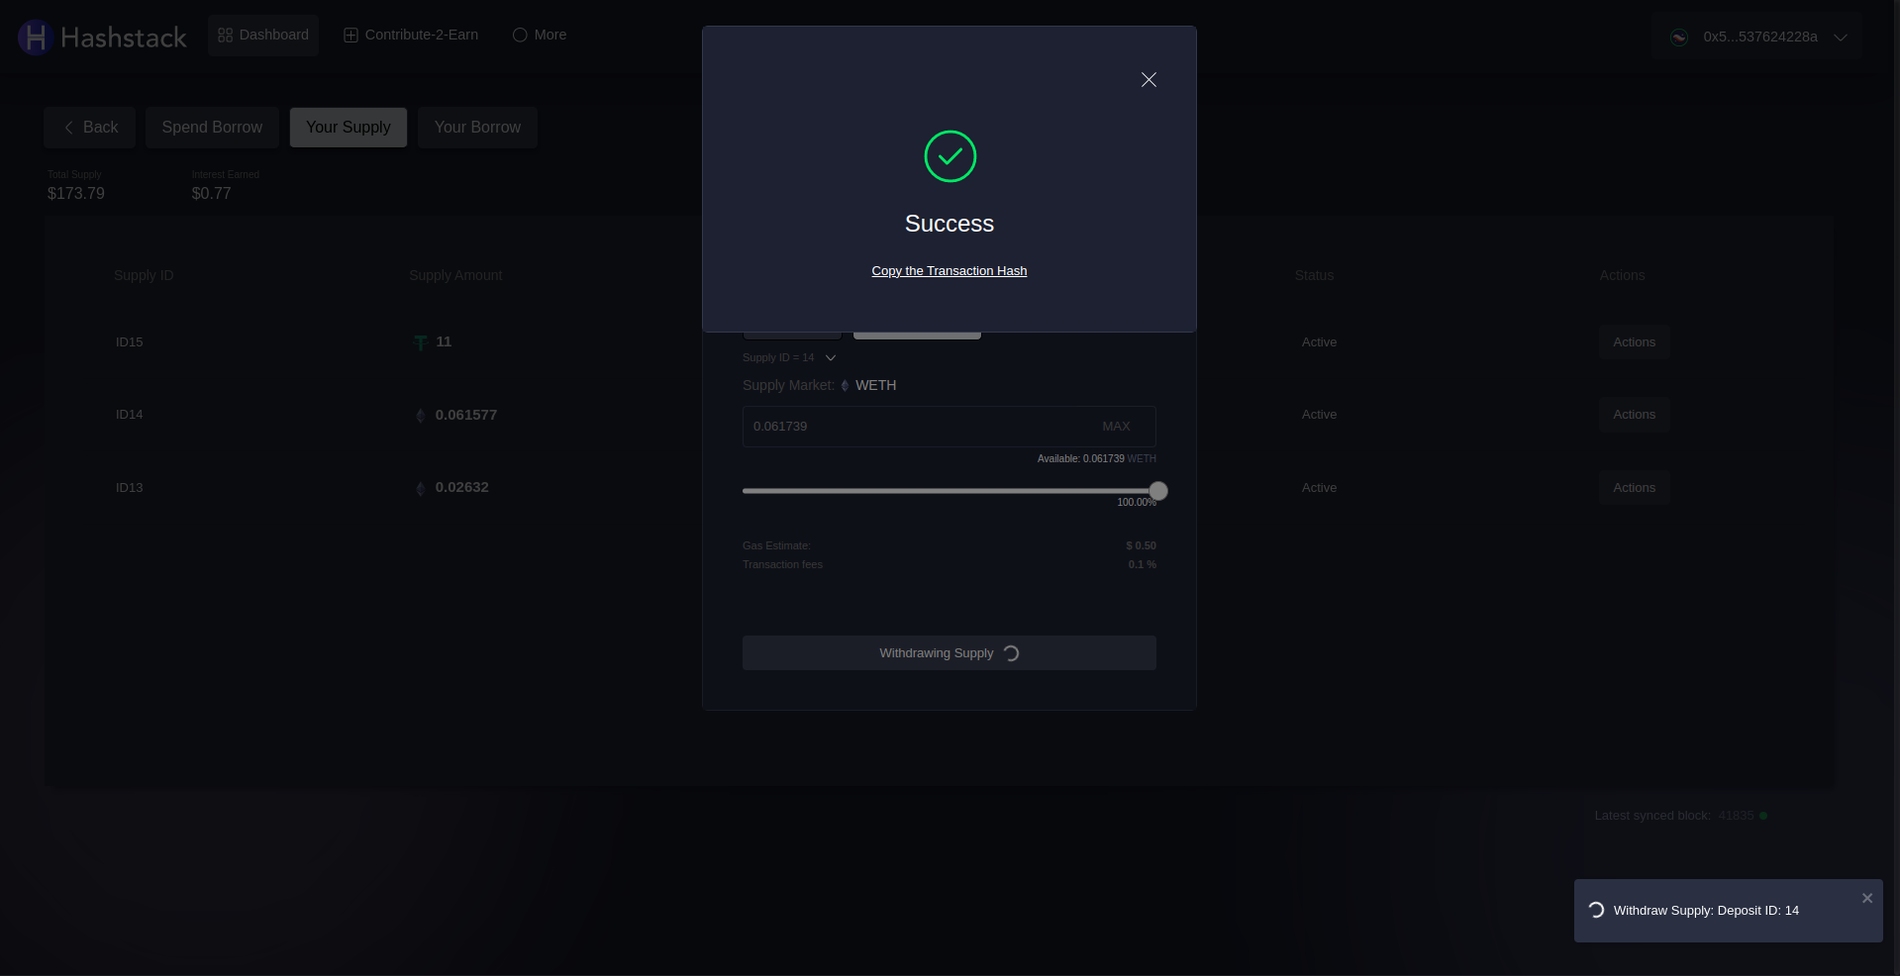 Hashstack Dashboard Contribute-2-Earn More 0x5...537624228a
Back Spend Borrow Your Supply Your Borrow
Total Supply Interest Earned
$173.79 $0.77
Success
Copy the Transaction Hash
Supply ID Supply Amount Status Actions
ID15 11 Active Actions
Supply ID = 14
Supply Market: WETH
ID14 0.061577 Active Actions
0.061739 MAX
Available: 0.061739 WETH
ID13 0.02632 Active Actions
100.00%
Gas Estimate: $ 0.50
Transaction fees 0.1 %
Withdrawing Supply
Latest synced block: 41835
Withdraw Supply: Deposit ID: 14